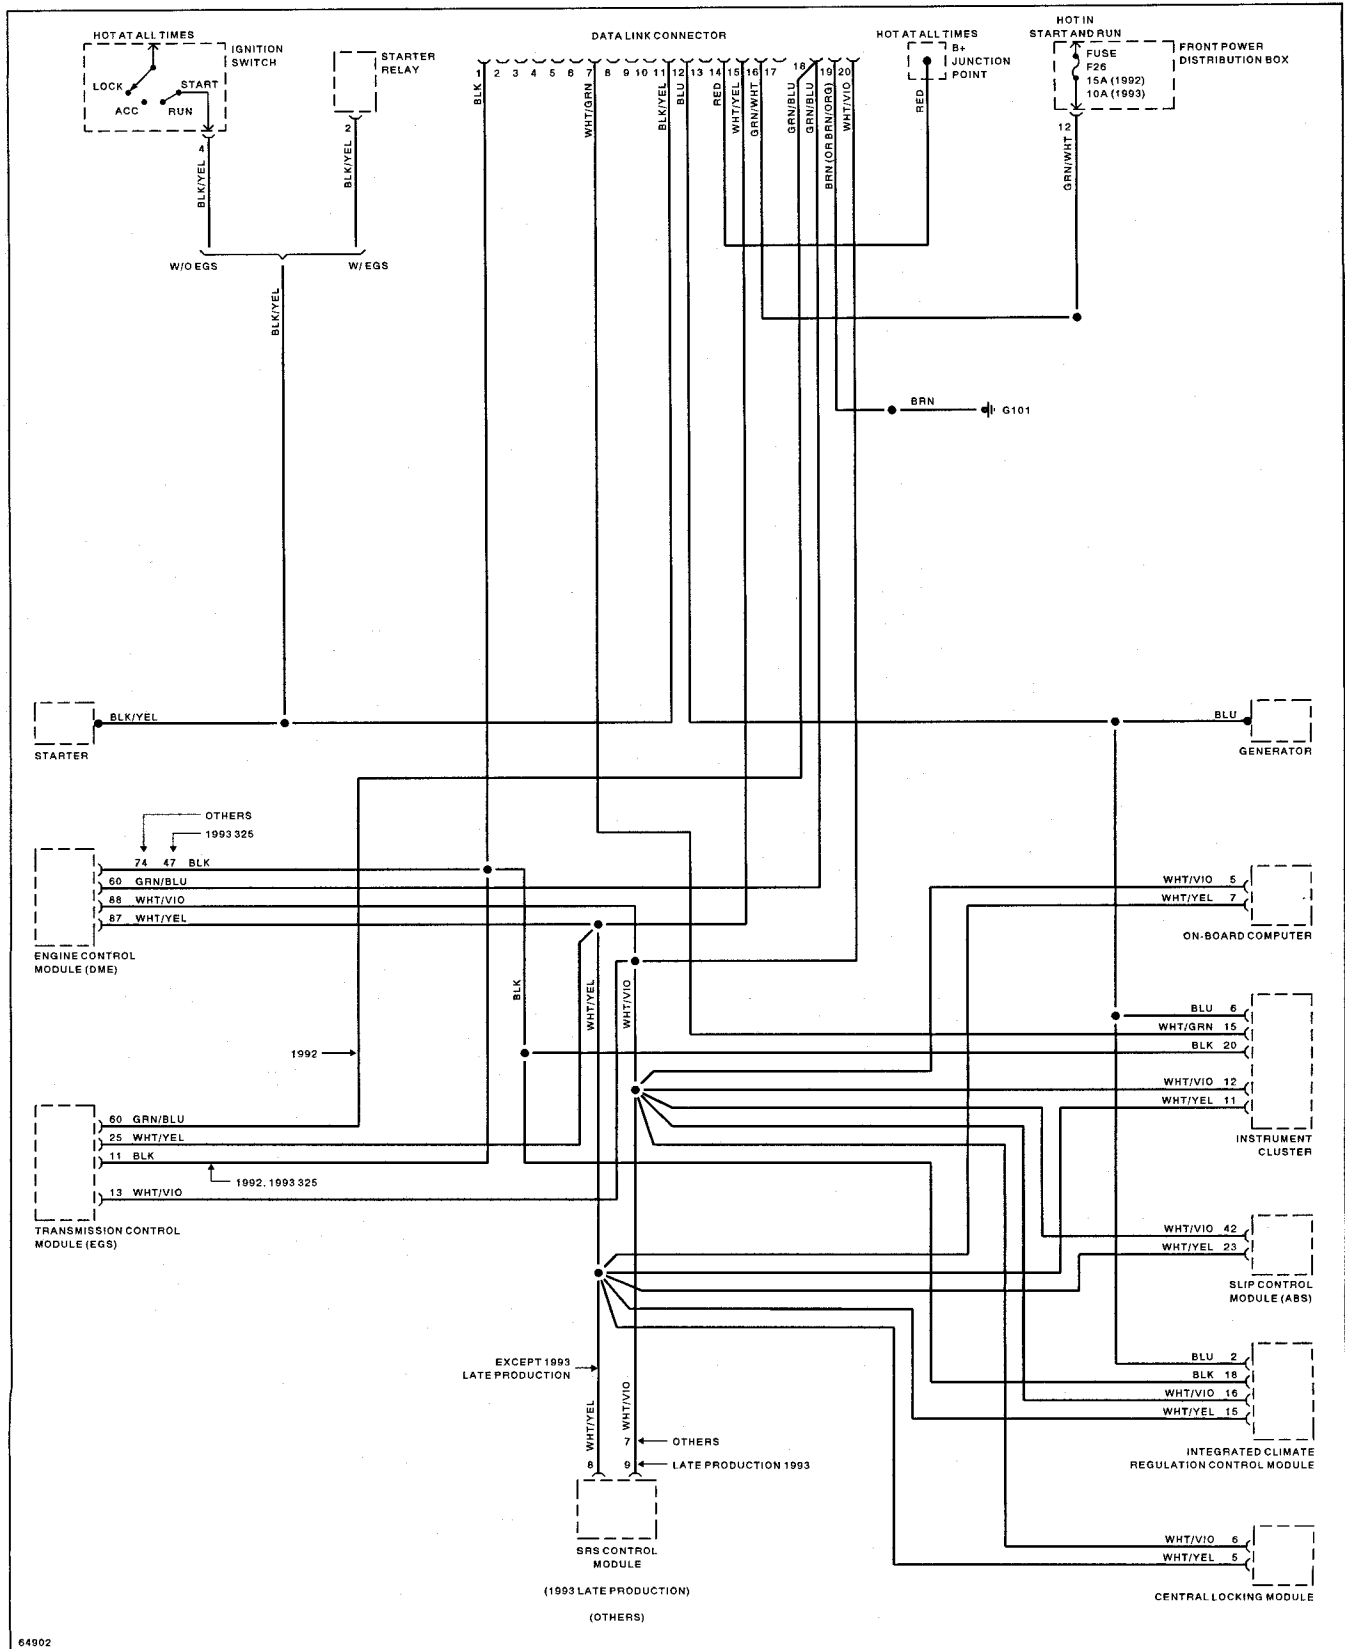 HOT AT ALL TIMES
IGNITION
SWITCH
LOCK
START
ACC
RUN
4
BLK/YEL
STARTER
RELAY
2
BLK/YEL
W/O EGS
W/ EGS
BLK/YEL
DATA LINK CONNECTOR
1 2 3 4 5 6 7 8 9 10 11 12 13 14 15 16 17 18 19 20
BLK
WHT/GRN
BLK/YEL
BLU
RED
WHT/YEL
GRN/WHT
GRN/BLU
GRN/BLU
BRN (OR BRN/ORG)
WHT/VIO
HOT AT ALL TIMES
B+
JUNCTION
POINT
RED
HOT IN
START AND RUN
FUSE
F26
15A (1992)
10A (1993)
FRONT POWER
DISTRIBUTION BOX
12
GRN/WHT
BRN
G101
BLK/YEL
STARTER
BLU
GENERATOR
OTHERS
1993 325
74 47 BLK
60 GRN/BLU
88 WHT/VIO
87 WHT/YEL
ENGINE CONTROL
MODULE (DME)
WHT/VIO 5
WHT/YEL 7
ON-BOARD COMPUTER
BLK
WHT/YEL
WHT/VIO
BLU 6
WHT/GRN 15
BLK 20
WHT/VIO 12
WHT/YEL 11
INSTRUMENT
CLUSTER
1992
60 GRN/BLU
25 WHT/YEL
11 BLK
1992, 1993 325
13 WHT/VIO
TRANSMISSION CONTROL
MODULE (EGS)
WHT/VIO 42
WHT/YEL 23
SLIP CONTROL
MODULE (ABS)
EXCEPT 1993
LATE PRODUCTION
BLU 2
BLK 18
WHT/VIO 16
WHT/YEL 15
INTEGRATED CLIMATE
REGULATION CONTROL MODULE
WHT/YEL
WHT/VIO
7 OTHERS
8 9 LATE PRODUCTION 1993
SRS CONTROL
MODULE
(1993 LATE PRODUCTION)
(OTHERS)
WHT/VIO 6
WHT/YEL 5
CENTRAL LOCKING MODULE
64902